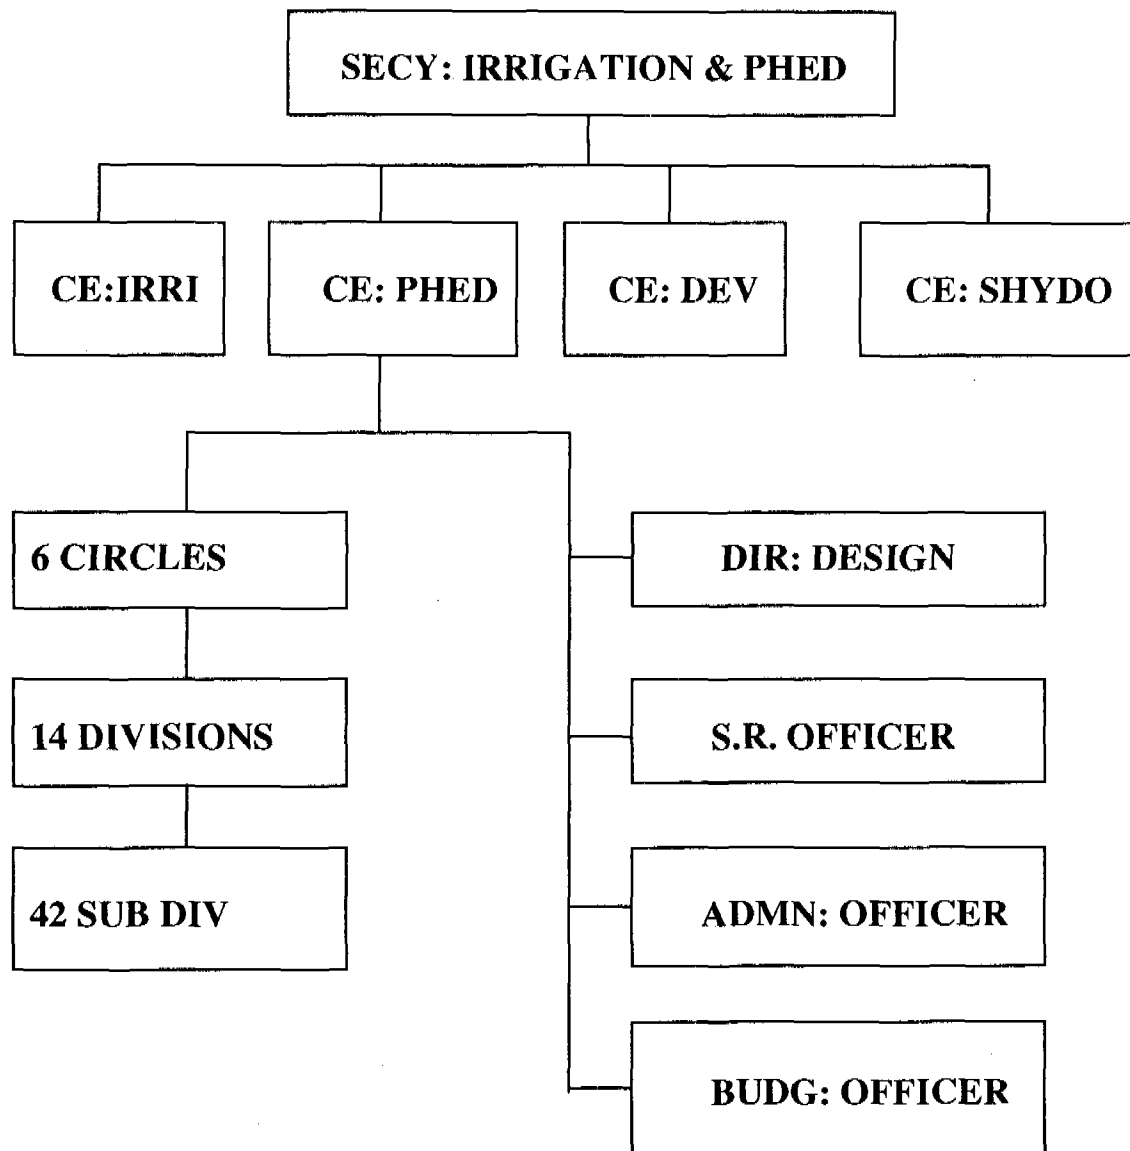 SECY: IRRIGATION & PHED
CE:IRRI
CE: PHED
CE: DEV
CE: SHYDO
6 CIRCLES
DIR: DESIGN
14 DIVISIONS
S.R. OFFICER
42 SUB DIV
ADMN: OFFICER
BUDG: OFFICER